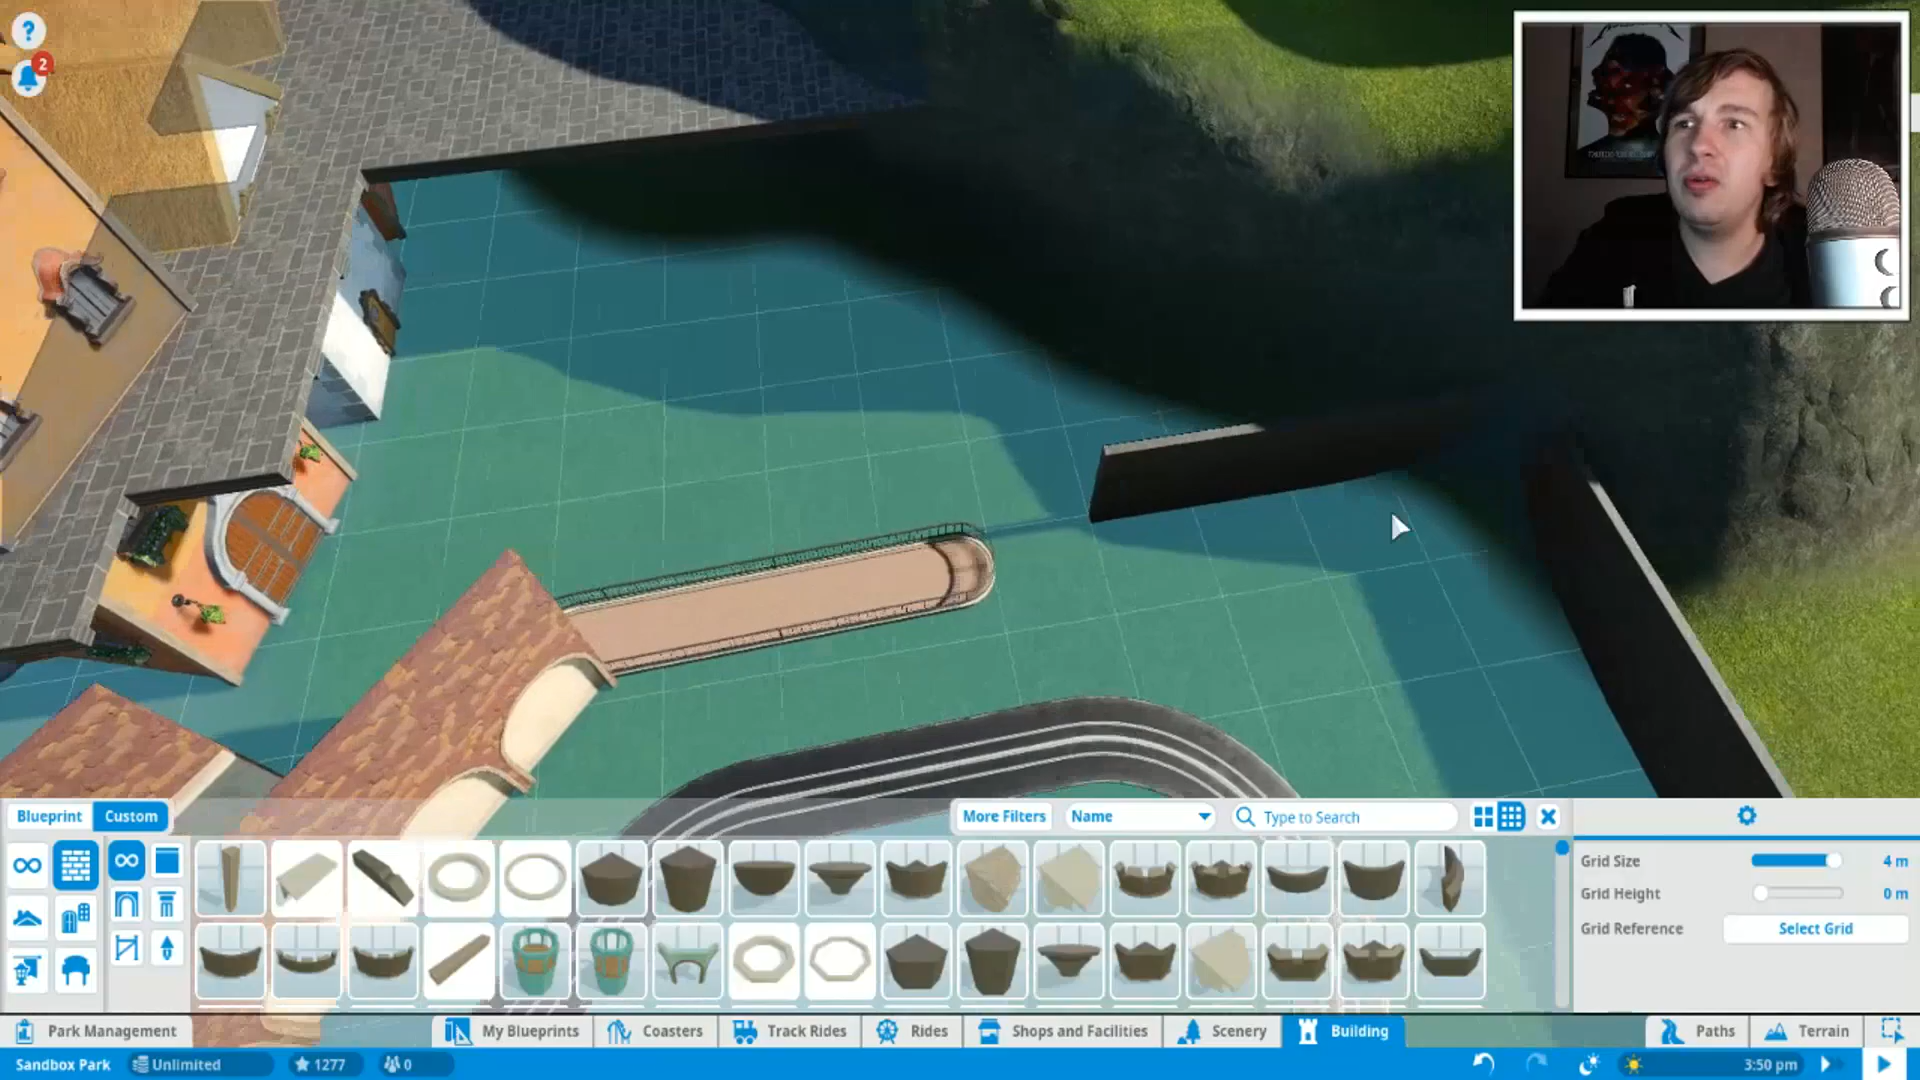 ?
2
Blueprint Custom More Filters Name Type to Search
Grid Size 4 m
Grid Height 0 m
Grid Reference Select Grid
Park Management My Blueprints Coasters Track Rides Rides Shops and Facilities Scenery Building Paths Terrain
Sandbox Park Unlimited 1277 0 3:50 pm